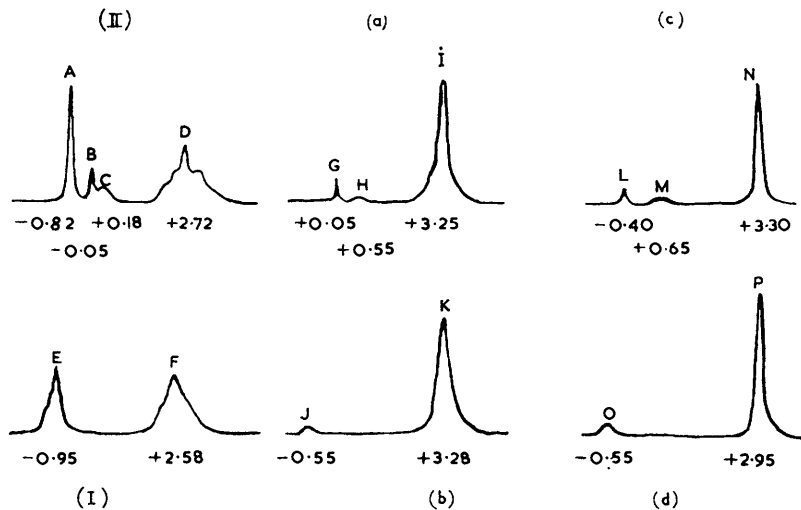 (II) (a) (c)
A B C D G H İ L M N
−0.82 +0.18 +2.72 +0.05 +3.25 −0.40 +3.30
−0.05 +0.55 +0.65
E F J K O P
−0.95 +2.58 −0.55 +3.28 −0.55 +2.95
(I) (b) (d)